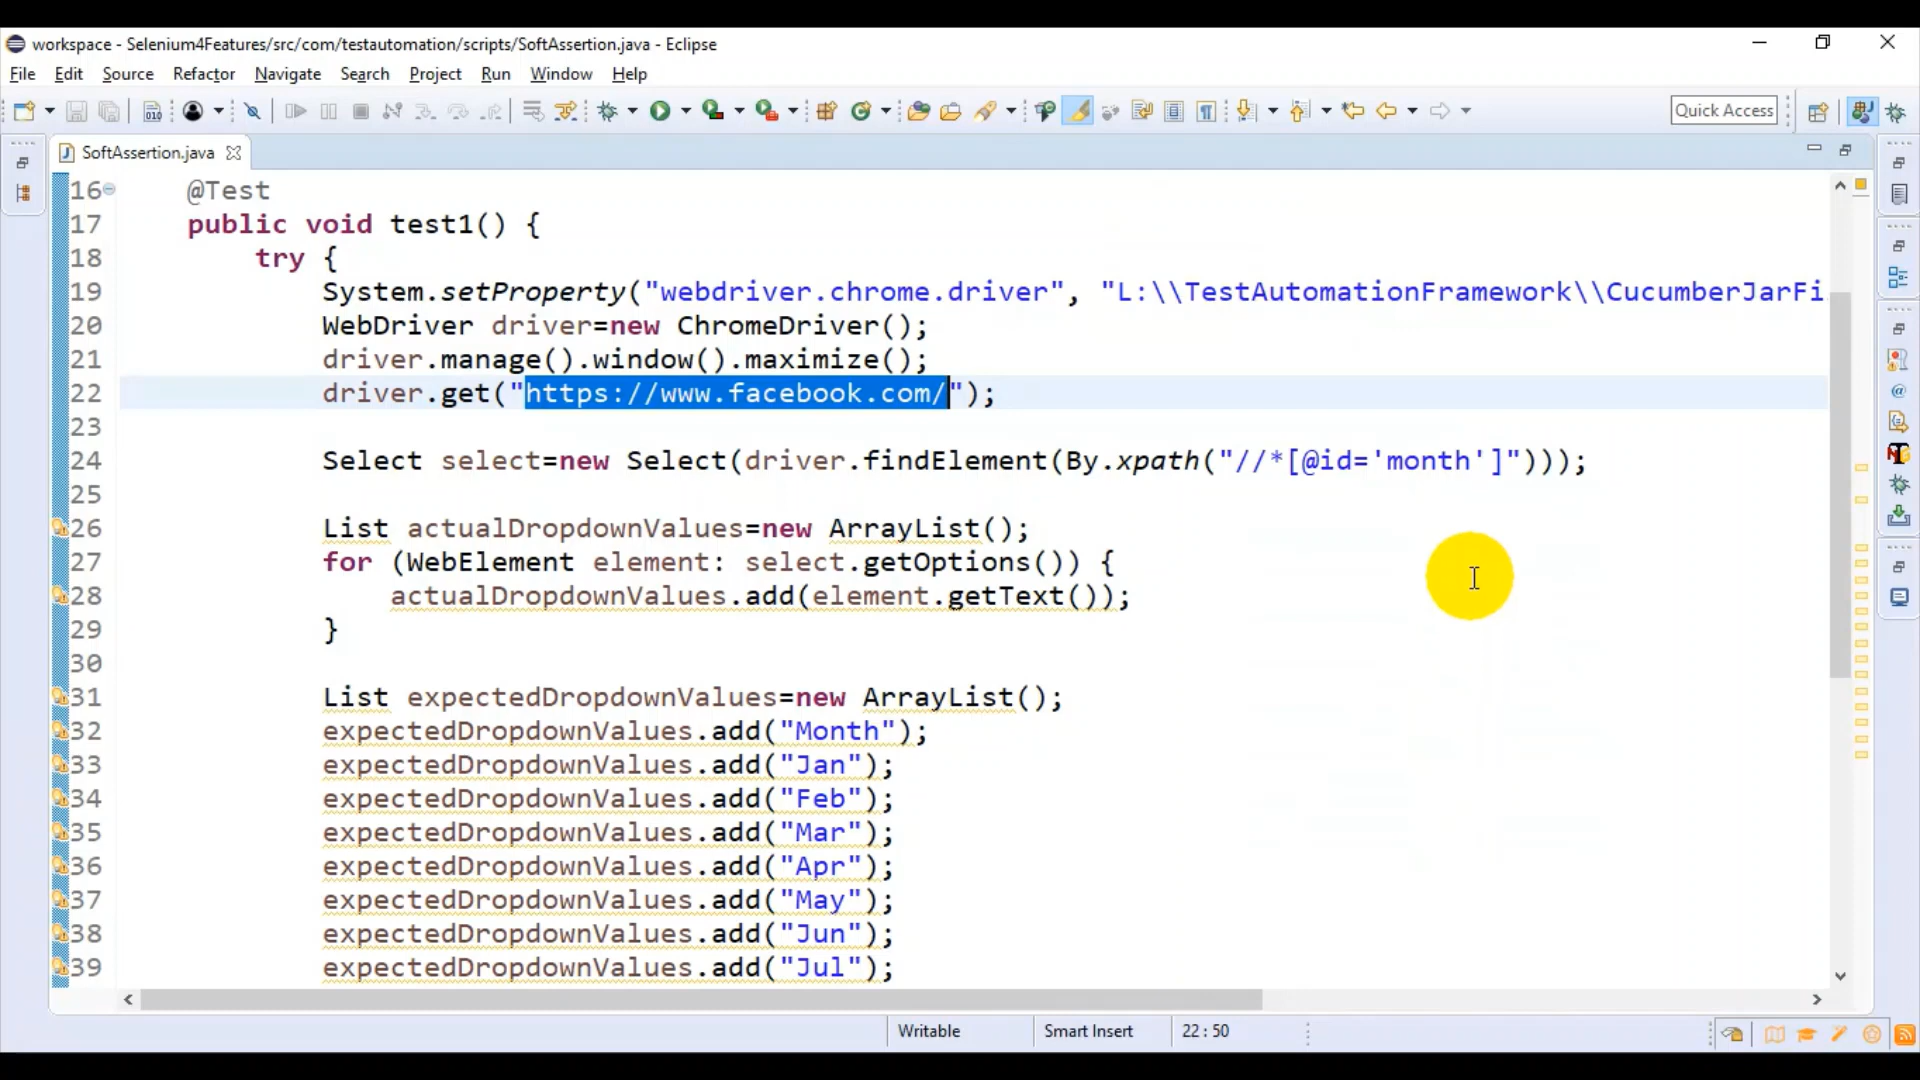 workspace - Selenium4Features/src/com/testautomation/scripts/SoftAssertion.java - Eclipse
File Edit Source Refactor Navigate Search Project Run Window Help
Quick Access
SoftAssertion.java
16 @Test
17 public void test1() {
18 try {
19 System.setProperty("webdriver.chrome.driver", "L:\\TestAutomationFramework\\CucumberJarFi
20 WebDriver driver=new ChromeDriver();
21 driver.manage().window().maximize();
22 driver.get("https://www.facebook.com/");
23
24 Select select=new Select(driver.findElement(By.xpath("//*[@id='month']")));
25
26 List actualDropdownValues=new ArrayList();
27 for (WebElement element: select.getOptions()) {
28 actualDropdownValues.add(element.getText());
29 }
30
31 List expectedDropdownValues=new ArrayList();
32 expectedDropdownValues.add("Month");
33 expectedDropdownValues.add("Jan");
34 expectedDropdownValues.add("Feb");
35 expectedDropdownValues.add("Mar");
36 expectedDropdownValues.add("Apr");
37 expectedDropdownValues.add("May");
38 expectedDropdownValues.add("Jun");
39 expectedDropdownValues.add("Jul");
Writable Smart Insert 22 : 50